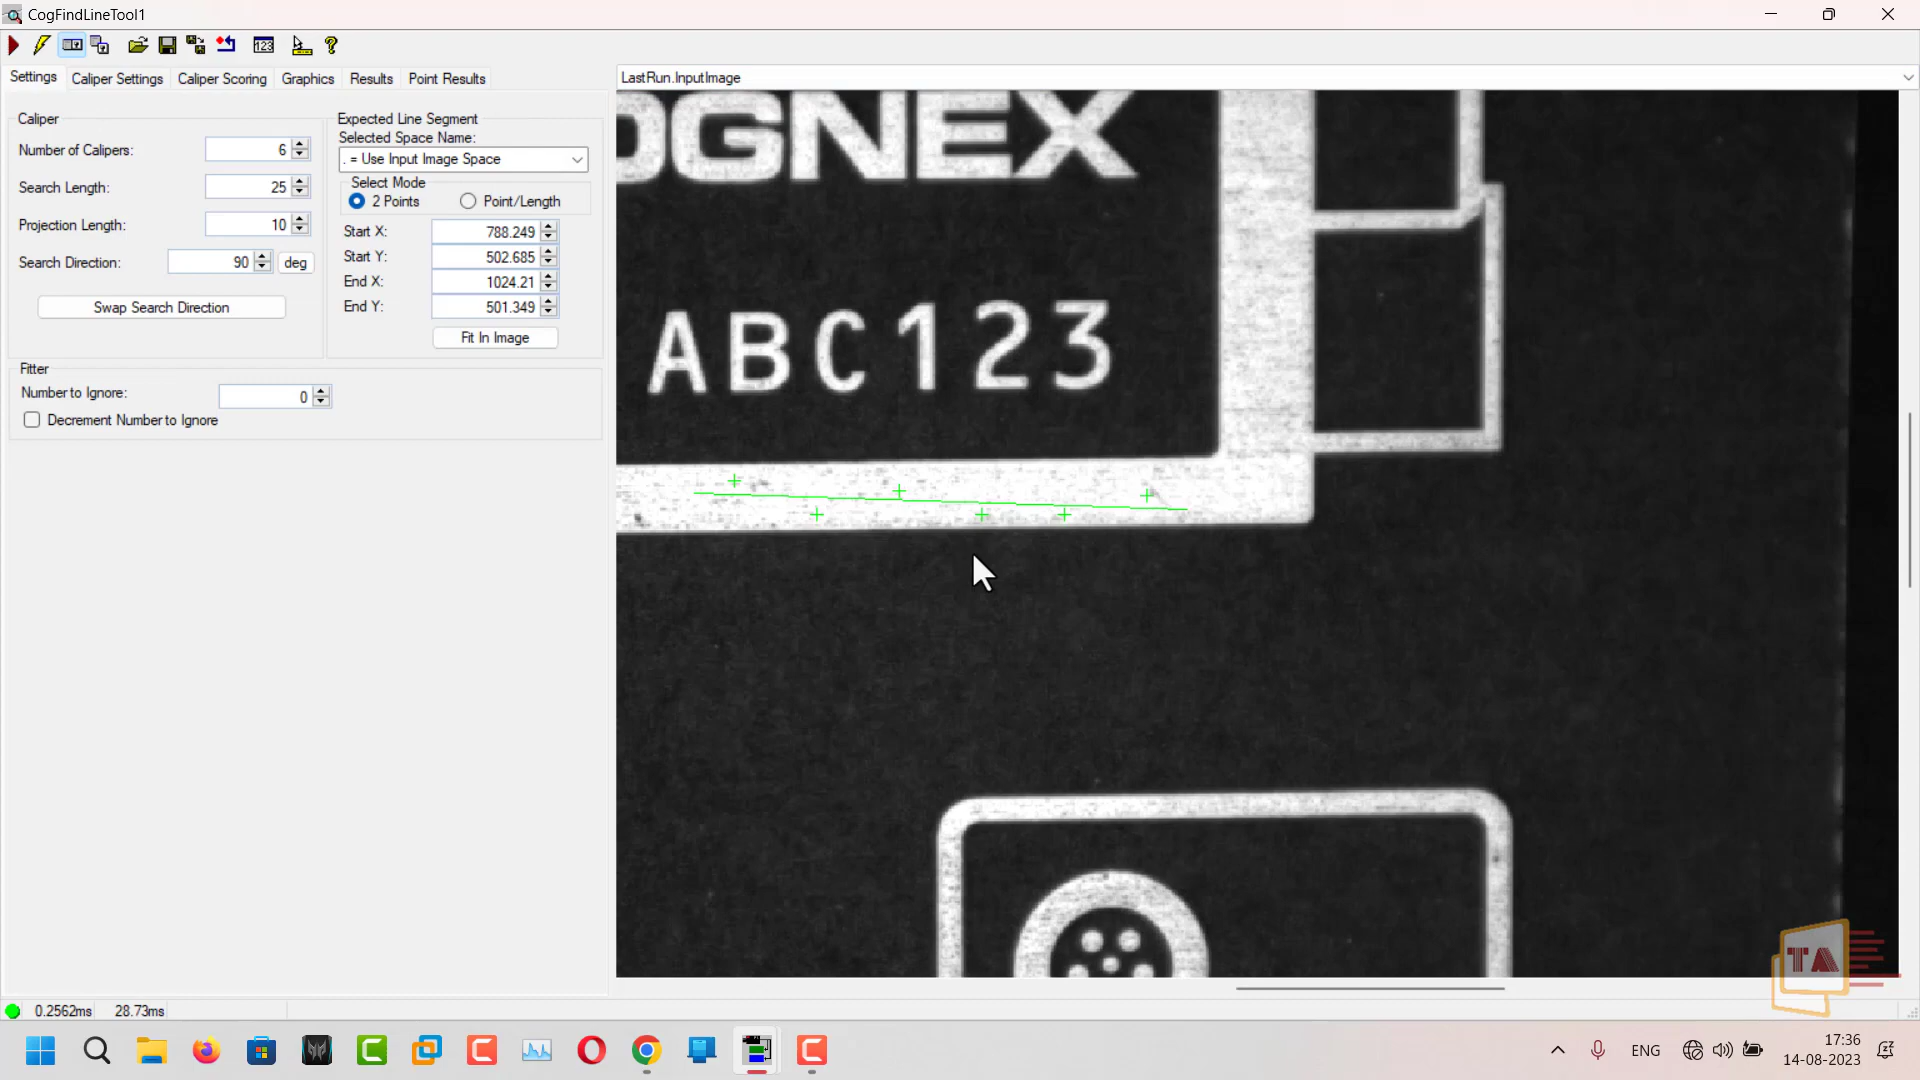 CogFindLineTool1
123
Settings Caliper Settings Caliper Scoring Graphics Results Point Results
LastRun.InputImage
Caliper
Number of Calipers: 6
Search Length: 25
Projection Length: 10
Search Direction: 90 deg
Swap Search Direction
Expected Line Segment
Selected Space Name:
. = Use Input Image Space
Select Mode
2 Points Point/Length
Start X: 788.249
Start Y: 502.685
End X: 1024.21
End Y: 501.349
Fit In Image
Fitter
Number to Ignore: 0
Decrement Number to Ignore
OGNEX
ABC123
TA
0.2562ms 28.73ms
ENG
17:36
14-08-2023